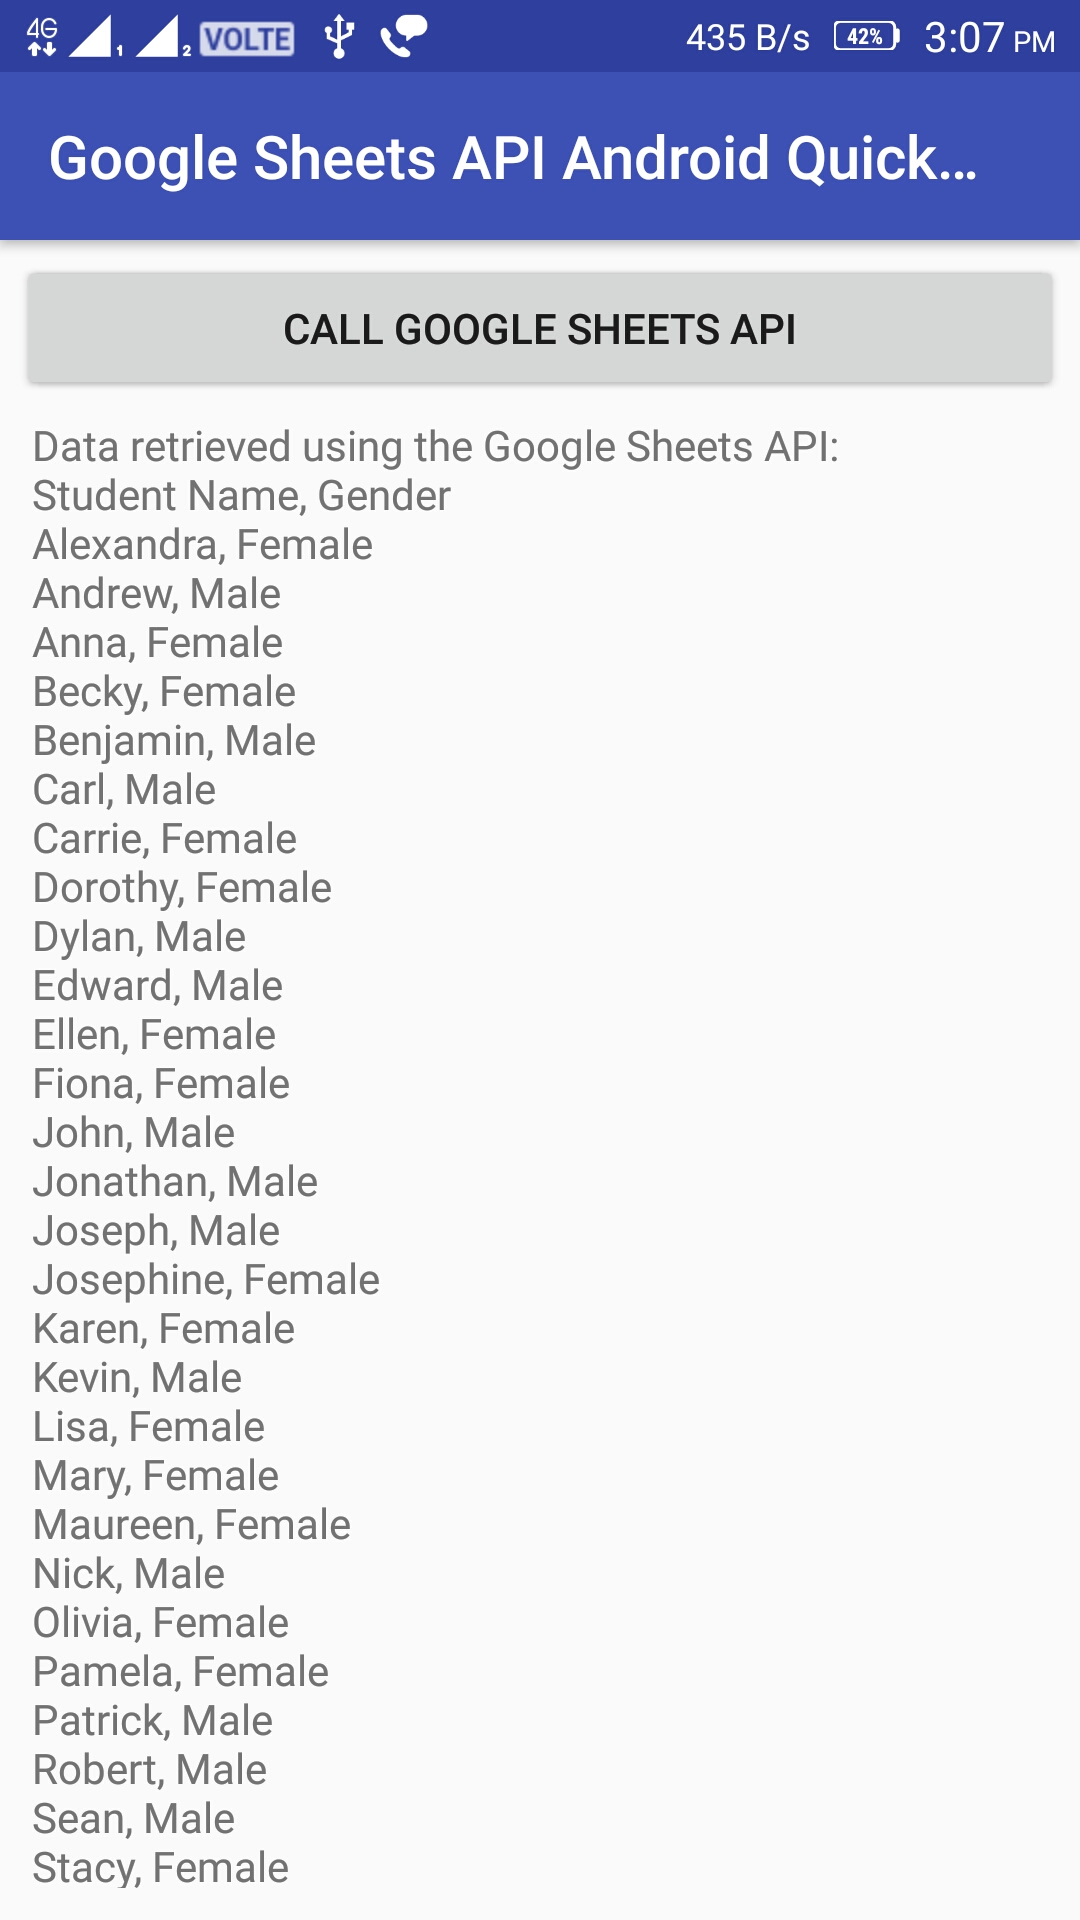 4G 1 2 VOLTE 435 B/s 42% 3:07 PM
Google Sheets API Android Quick...
CALL GOOGLE SHEETS API
Data retrieved using the Google Sheets API:
Student Name, Gender
Alexandra, Female
Andrew, Male
Anna, Female
Becky, Female
Benjamin, Male
Carl, Male
Carrie, Female
Dorothy, Female
Dylan, Male
Edward, Male
Ellen, Female
Fiona, Female
John, Male
Jonathan, Male
Joseph, Male
Josephine, Female
Karen, Female
Kevin, Male
Lisa, Female
Mary, Female
Maureen, Female
Nick, Male
Olivia, Female
Pamela, Female
Patrick, Male
Robert, Male
Sean, Male
Stacy, Female